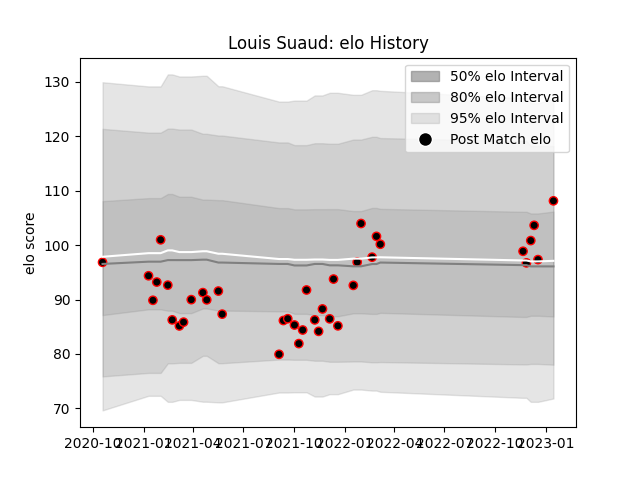 Louis Suaud: elo History
50% elo Interval
80% elo Interval
95% elo Interval
Post Match elo
elo score
130
120
110
100
90
80
70
2020-10 2021-01 2021-04 2021-07 2021-10 2022-01 2022-04 2022-07 2022-10 2023-01